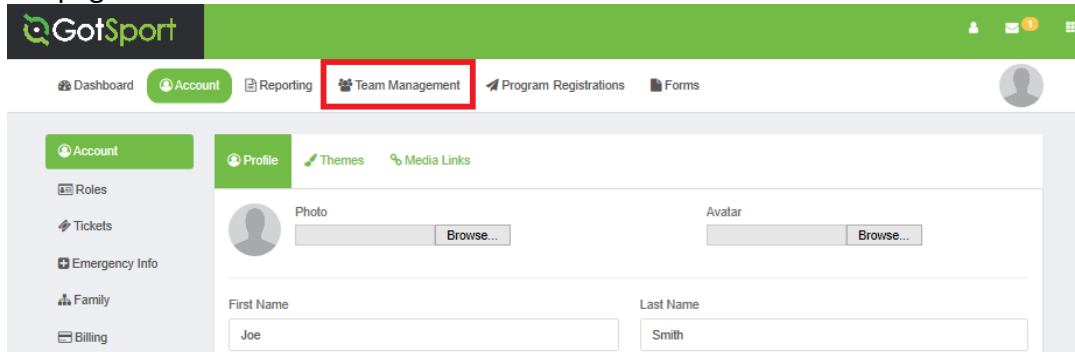 GotSport
1
Dashboard Account Reporting Team Management Program Registrations Forms
Account
Profile Themes Media Links
Roles
Photo Avatar
Tickets
Browse... Browse...
Emergency Info
Family
First Name Last Name
Billing
Joe Smith